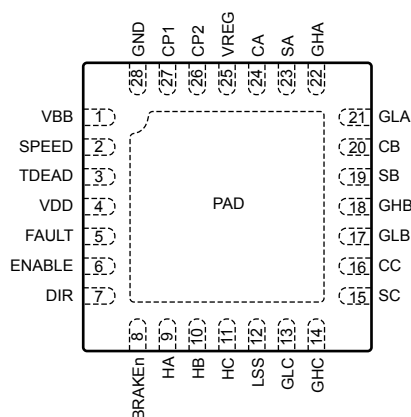 GND
CP1
CP2
VREG
CA
SA
GHA
28
27
26
25
24
23
22
VBB 1
SPEED 2
TDEAD 3
VDD 4
FAULT 5
ENABLE 6
DIR 7
PAD
21 GLA
20 CB
19 SB
18 GHB
17 GLB
16 CC
15 SC
8
9
10
11
12
13
14
BRAKEn
HA
HB
HC
LSS
GLC
GHC